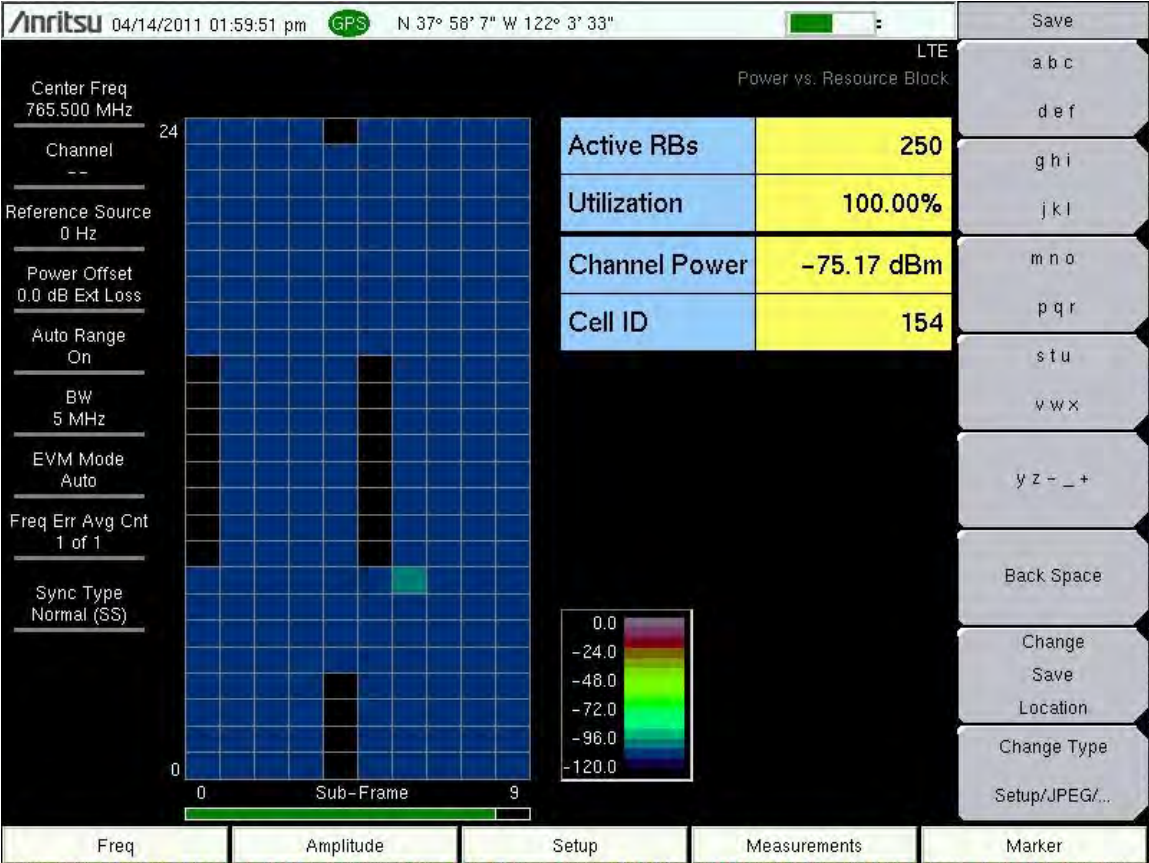 Anritsu 04/14/2011 01:59:51 pm GPS N 37° 58' 7" W 122° 3' 33"
Save
LTE
Power vs. Resource Block
Center Freq
765.500 MHz
Channel
--
Reference Source
0 Hz
Power Offset
0.0 dB Ext Loss
Auto Range
On
BW
5 MHz
EVM Mode
Auto
Freq Err Avg Cnt
1 of 1
Sync Type
Normal (SS)
24
0
0 Sub-Frame 9
Active RBs 250
Utilization 100.00%
Channel Power -75.17 dBm
Cell ID 154
0.0
-24.0
-48.0
-72.0
-96.0
-120.0
a b c
d e f
g h i
j k l
m n o
p q r
s t u
v w x
y z - _ +
Back Space
Change
Save
Location
Change Type
Setup/JPEG/...
Freq Amplitude Setup Measurements Marker